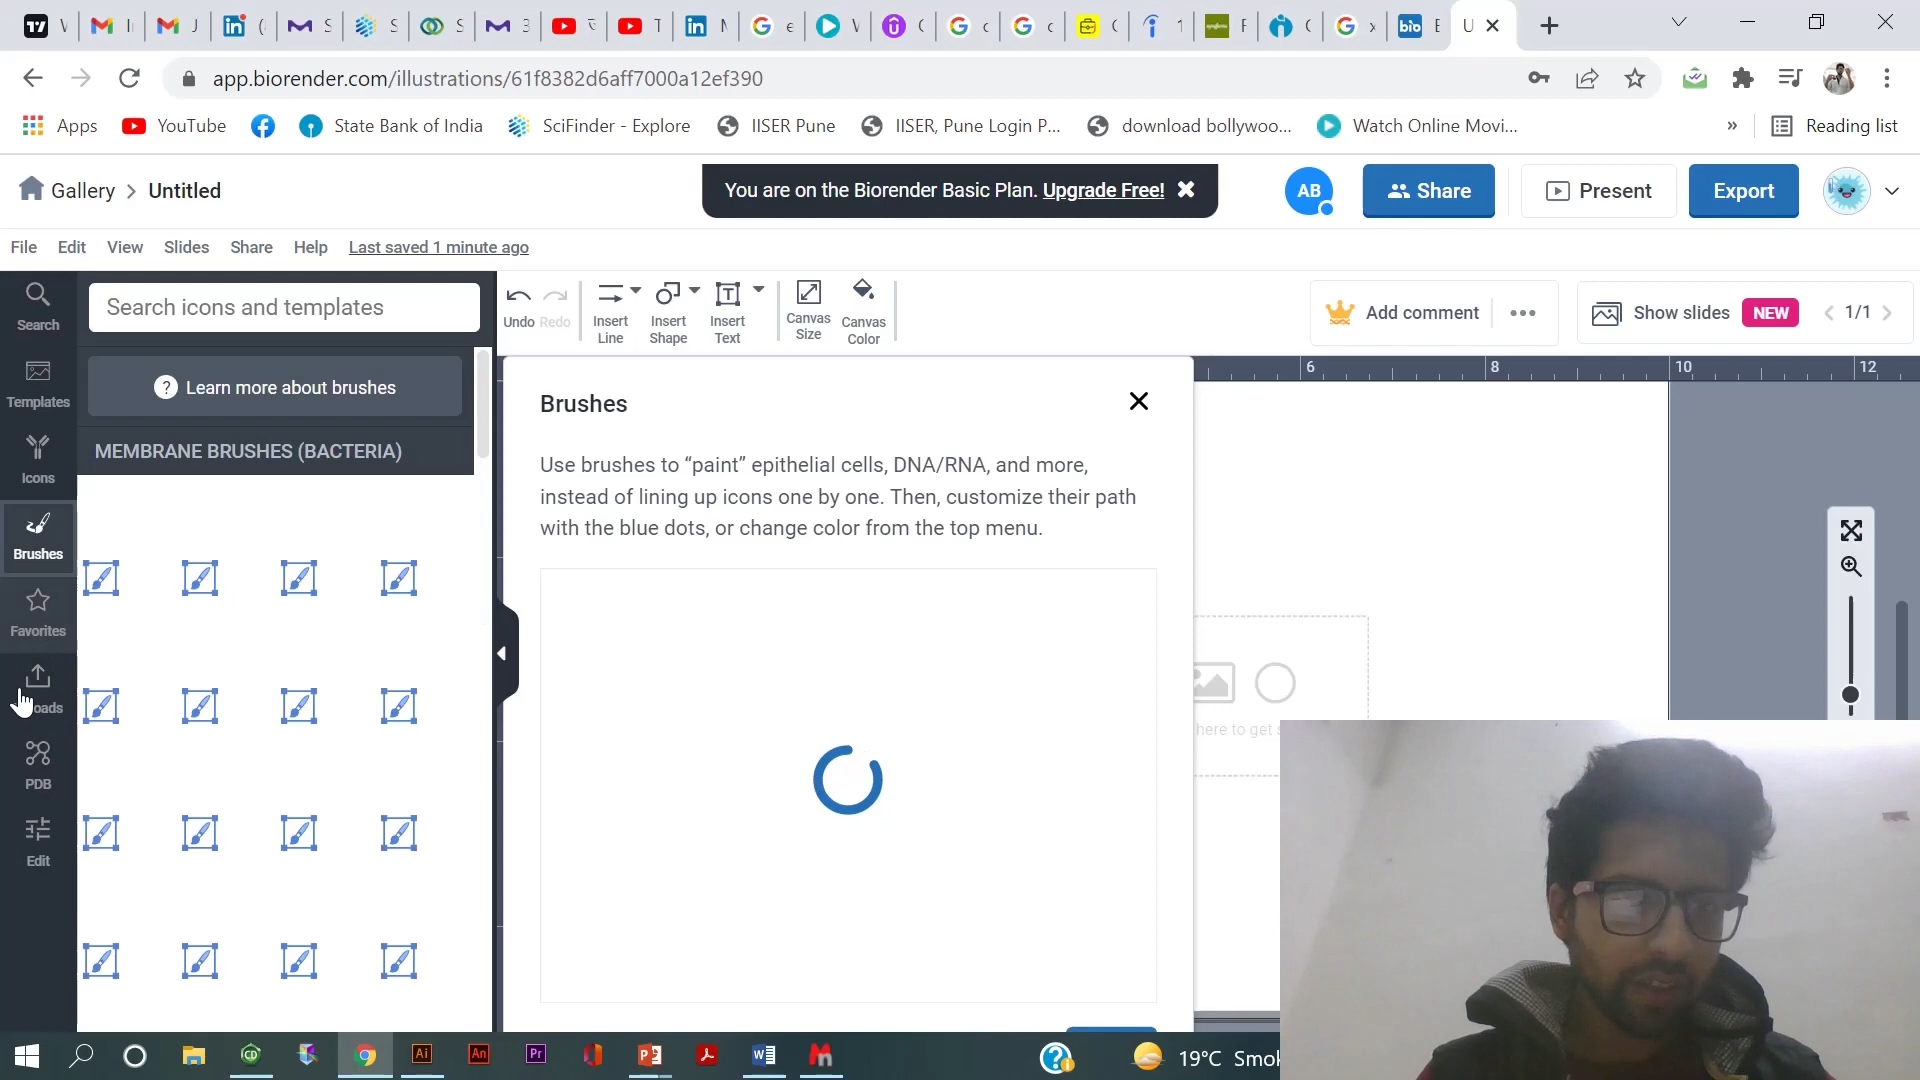 app.biorender.com/illustrations/61f8382d6aff7000a12ef390
Apps
YouTube
State Bank of India
SciFinder - Explore
IISER Pune
IISER, Pune Login P...
download bollywoo...
Watch Online Movi...
»
Reading list
Gallery > Untitled
You are on the Biorender Basic Plan. Upgrade Free!
AB
Share
Present
Export
File
Edit
View
Slides
Share
Help
Last saved 1 minute ago
Search
Templates
Icons
Brushes
Favorites
oads
PDB
Edit
Search icons and templates
Learn more about brushes
MEMBRANE BRUSHES (BACTERIA)
Undo
Redo
Insert Line
Insert Shape
Insert Text
Canvas Size
Canvas Color
Add comment
Show slides
NEW
1/1
6
8
10
12
Brushes
Use brushes to “paint” epithelial cells, DNA/RNA, and more,
instead of lining up icons one by one. Then, customize their path
with the blue dots, or change color from the top menu.
here to get s
19°C Smok